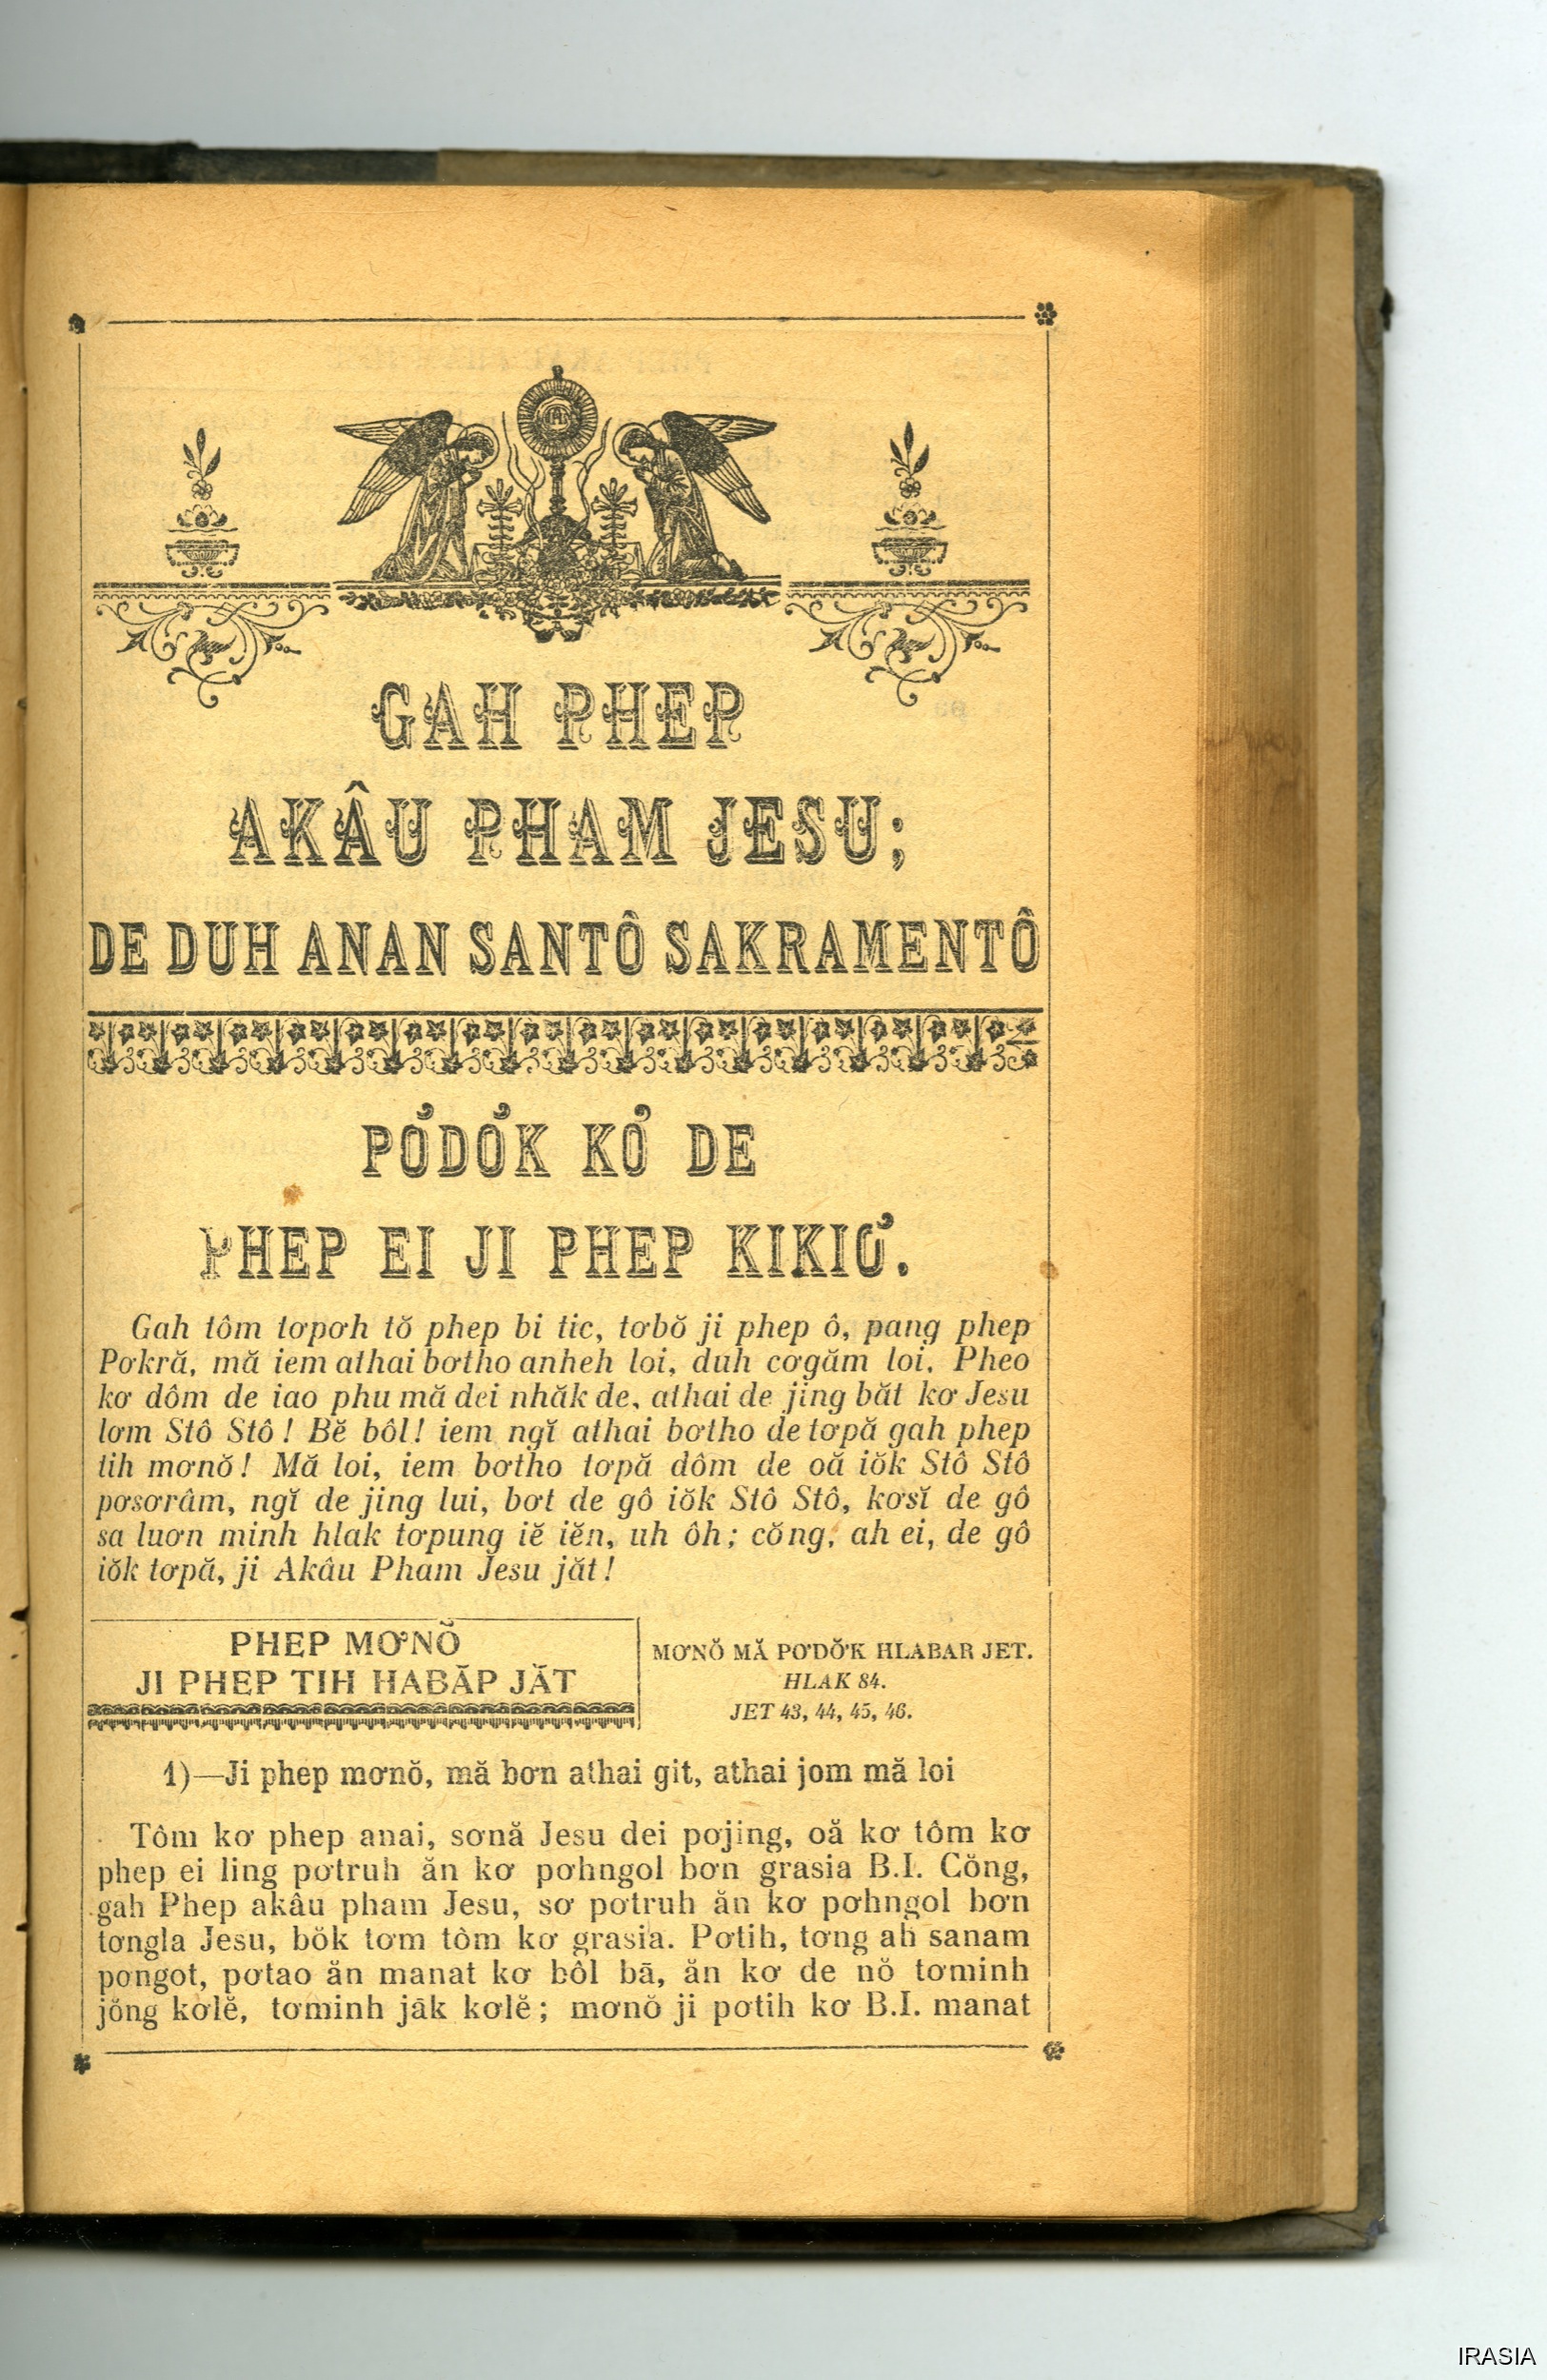 GAH PHEP
AKÂU PHAM JESU;
DE DUH ANAN SANTÔ SAKRAMENTÔ
PƠDƠK KƠ DE
PHEP EI JI PHEP KIKIƠ.
Gah tôm tơpơh tŏ phep bi tic, tơbŏ ji phep ô, pang phep
Pơkră, mă iem athai bơtho anheh loi, duh cơgăm loi. Pheo
kơ dôm de iao phu mă dei nhăk de, athai de jing băt kơ Jesu
lơm Stô Stô ! Bĕ bôl ! iem ngĭ athai bơtho de tơpă gah phep
tih mơnŏ ! Mă loi, iem bơtho tơpă dôm de oă iŏk Stô Stô
pơsơrâm, ngĭ de jing lui, bơt de gô iŏk Stô Stô, kơsĭ de gô
sa luơn minh hlak tơpung iĕ iĕn, uh ôh ; cŏng, ah ei, de gô
iŏk tơpă, ji Akâu Pham Jesu jăt !
PHEP MƠNŎ
JI PHEP TIH HABĂP JĂT
MƠNŎ MĂ PƠDŎ'K HLABAR JET.
HLAK 84.
JET 43, 44, 45, 46.
1)—Ji phep mơnŏ, mă bơn athai git, athai jom mă loi
Tôm kơ phep anai, sơnă Jesu dei pơjing, oă kơ tôm kơ
phep ei ling pơtruh ăn kơ pơhngol bơn grasia B.I. Cŏng,
gah Phep akâu pham Jesu, sơ pơtruh ăn kơ pơhngol bơn
tơngla Jesu, bŏk tơm tôm kơ grasia. Pơtih, tơng ah sanam
pơngot, pơtao ăn manat kơ bôl bă, ăn kơ de nŏ tơminh
jŏng kơlĕ, tơminh jăk kơlĕ ; mơnŏ ji pơtih kơ B.I. manat
IRASIA